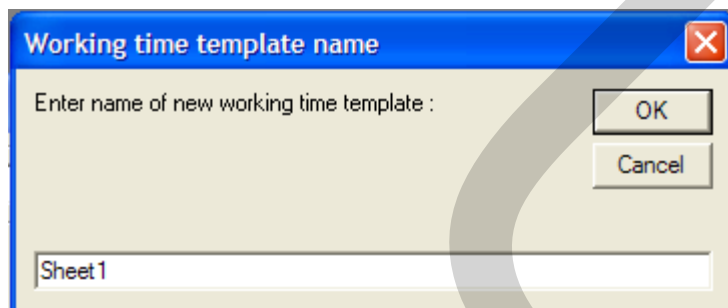 Working time template name
Enter name of new working time template :
OK
Cancel
Sheet1